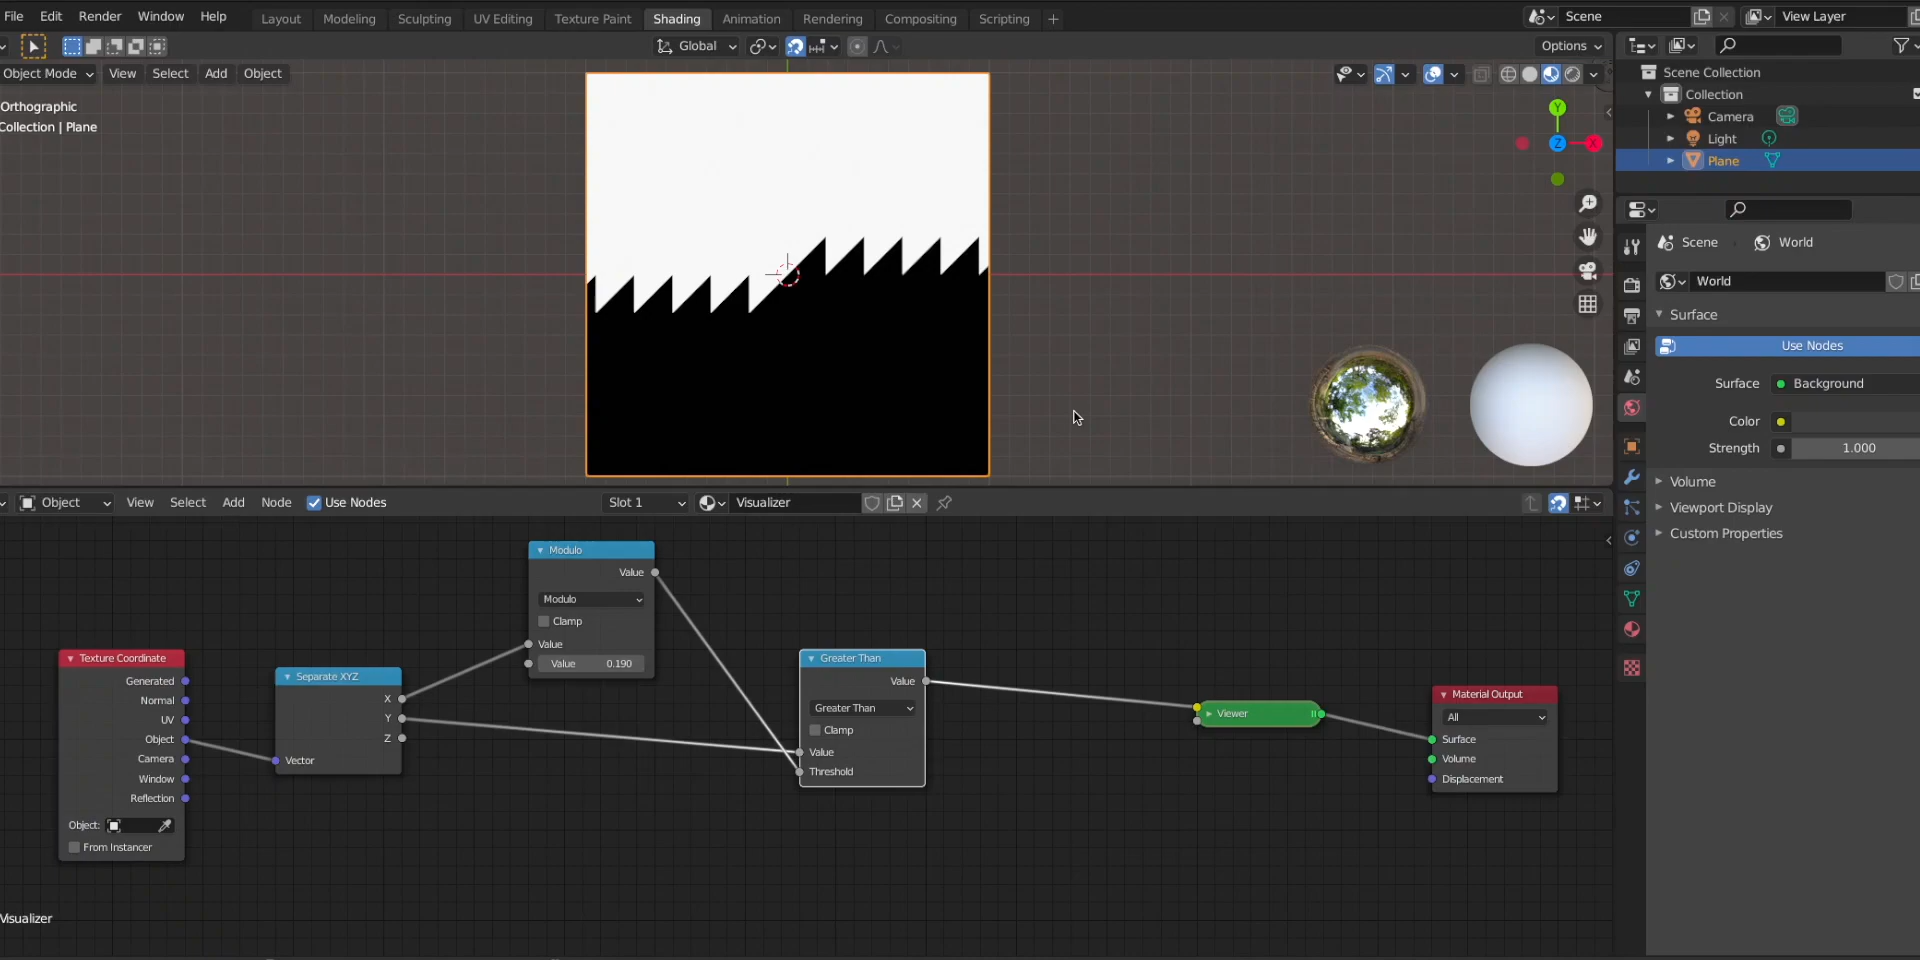 File Edit Render Window Help Layout Modeling Sculpting UV Editing Texture Paint Shading Animation Rendering Compositing Scripting + Scene View Layer
Global Options
Object Mode View Select Add Object
Orthographic
Collection | Plane
Y
Z X
Scene Collection
Collection
Camera
Light
Plane
Scene World
World
Surface
Use Nodes
Surface Background
Color
Strength 1.000
Volume
Viewport Display
Custom Properties
Object View Select Add Node Use Nodes Slot 1 Visualizer
Modulo
Value
Modulo
Clamp
Value
Value 0.190
Texture Coordinate
Generated
Normal
UV
Object
Camera
Window
Reflection
Object:
From Instancer
Separate XYZ
X
Y
Z
Vector
Greater Than
Value
Greater Than
Clamp
Value
Threshold
Viewer
Material Output
All
Surface
Volume
Displacement
Visualizer